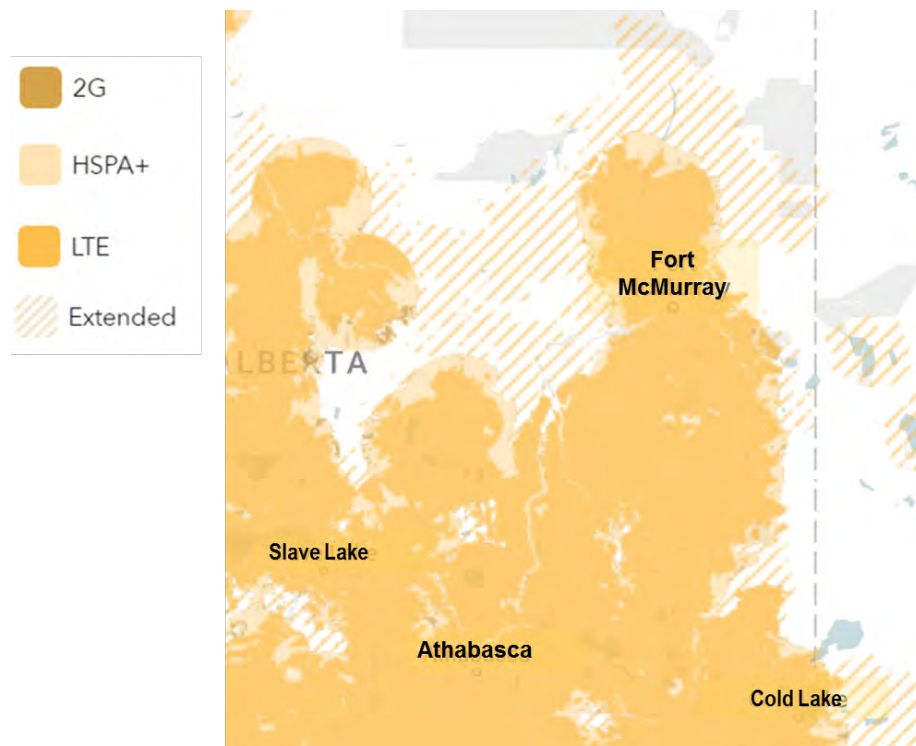 2G
HSPA+
LTE
Extended
Fort
McMurray
ALBERTA
Slave Lake
Athabasca
Cold Lake